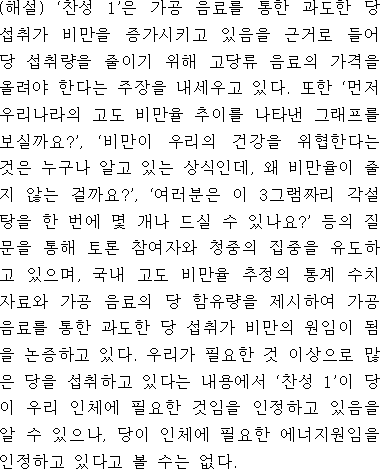 (해설) ‘찬성 1’은 가공 음료를 통한 과도한 당
섭취가 비만을 증가시키고 있음을 근거로 들어
당 섭취량을 줄이기 위해 고당류 음료의 가격을
올려야 한다는 주장을 내세우고 있다. 또한 ‘먼저
우리나라의 고도 비만율 추이를 나타낸 그래프를
보실까요?’, ‘비만이 우리의 건강을 위협한다는
것은 누구나 알고 있는 상식인데, 왜 비만율이 줄
지 않는 걸까요?’, ‘여러분은 이 3그램짜리 각설
탕을 한 번에 몇 개나 드실 수 있나요?’ 등의 질
문을 통해 토론 참여자와 청중의 집중을 유도하
고 있으며, 국내 고도 비만율 추정의 통계 수치
자료와 가공 음료의 당 함유량을 제시하여 가공
음료를 통한 과도한 당 섭취가 비만의 원임이 됨
을 논증하고 있다. 우리가 필요한 것 이상으로 많
은 당을 섭취하고 있다는 내용에서 ‘찬성 1’이 당
이 우리 인체에 필요한 것임을 인정하고 있음을
알 수 있으나, 당이 인체에 필요한 에너지원임을
인정하고 있다고 볼 수는 없다.